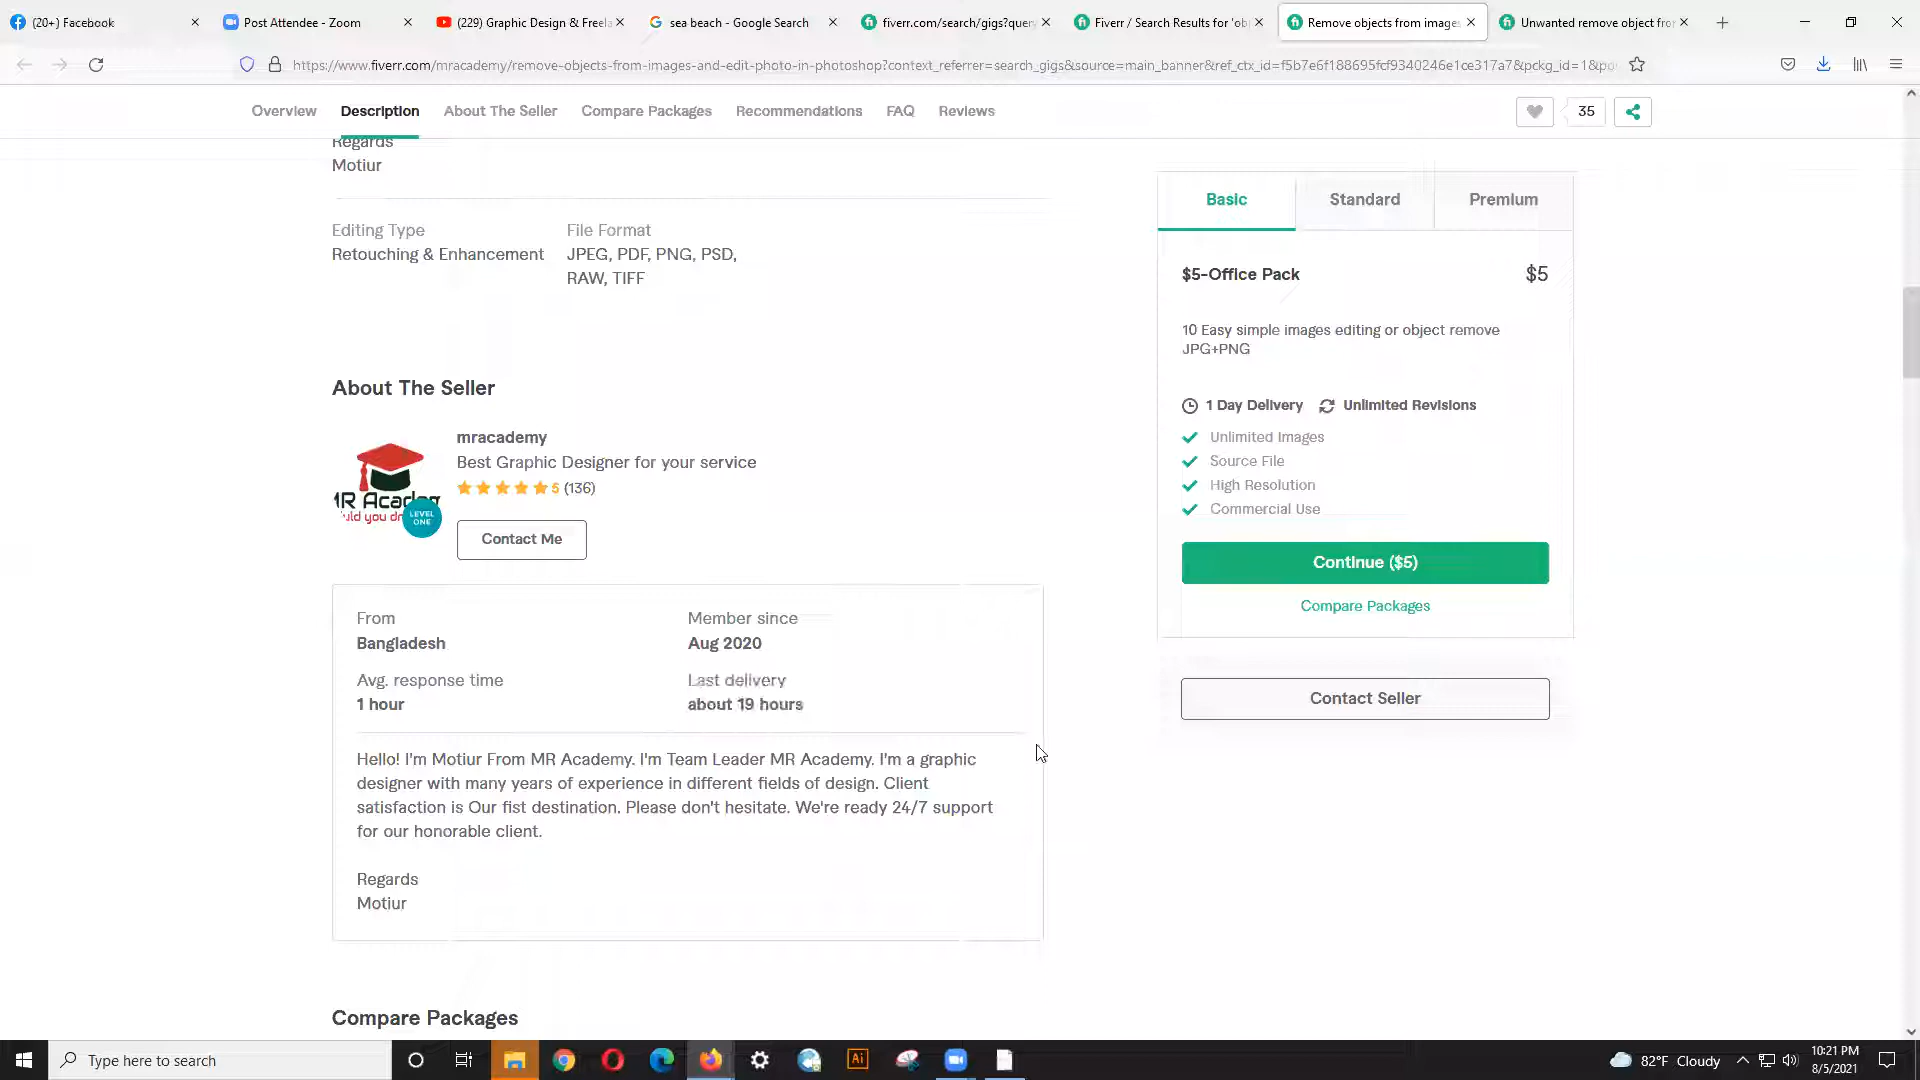 (20+) Facebook
Post Attendee - Zoom
(229) Graphic Design & Freela
sea beach - Google Search
fiverr.com/search/gigs?query
Fiverr / Search Results for 'ob
Remove objects from images
Unwanted remove object fro
https://www.fiverr.com/mracademy/remove-objects-from-images-and-edit-photo-in-photoshop?context_referrer=search_gigs&source=main_banner&ref_ctx_id=f5b7e6f188695fcf9340246e1ce317a7&pckg_id=1&po
Overview Description About The Seller Compare Packages Recommendations FAQ Reviews
35
Regards
Motiur
Editing Type
Retouching & Enhancement
File Format
JPEG, PDF, PNG, PSD,
RAW, TIFF
About The Seller
MR Academy
LEVEL
ONE
mracademy
Best Graphic Designer for your service
5 (136)
Contact Me
From
Bangladesh
Member since
Aug 2020
Avg. response time
1 hour
Last delivery
about 19 hours
Hello! I'm Motiur From MR Academy. I'm Team Leader MR Academy. I'm a graphic
designer with many years of experience in different fields of design. Client
satisfaction is Our fist destination. Please don't hesitate. We're ready 24/7 support
for our honorable client.
Regards
Motiur
Compare Packages
Basic Standard Premium
$5-Office Pack $5
10 Easy simple images editing or object remove
JPG+PNG
1 Day Delivery Unlimited Revisions
Unlimited Images
Source File
High Resolution
Commercial Use
Continue ($5)
Compare Packages
Contact Seller
Type here to search
Ai
82°F Cloudy
10:21 PM
8/5/2021